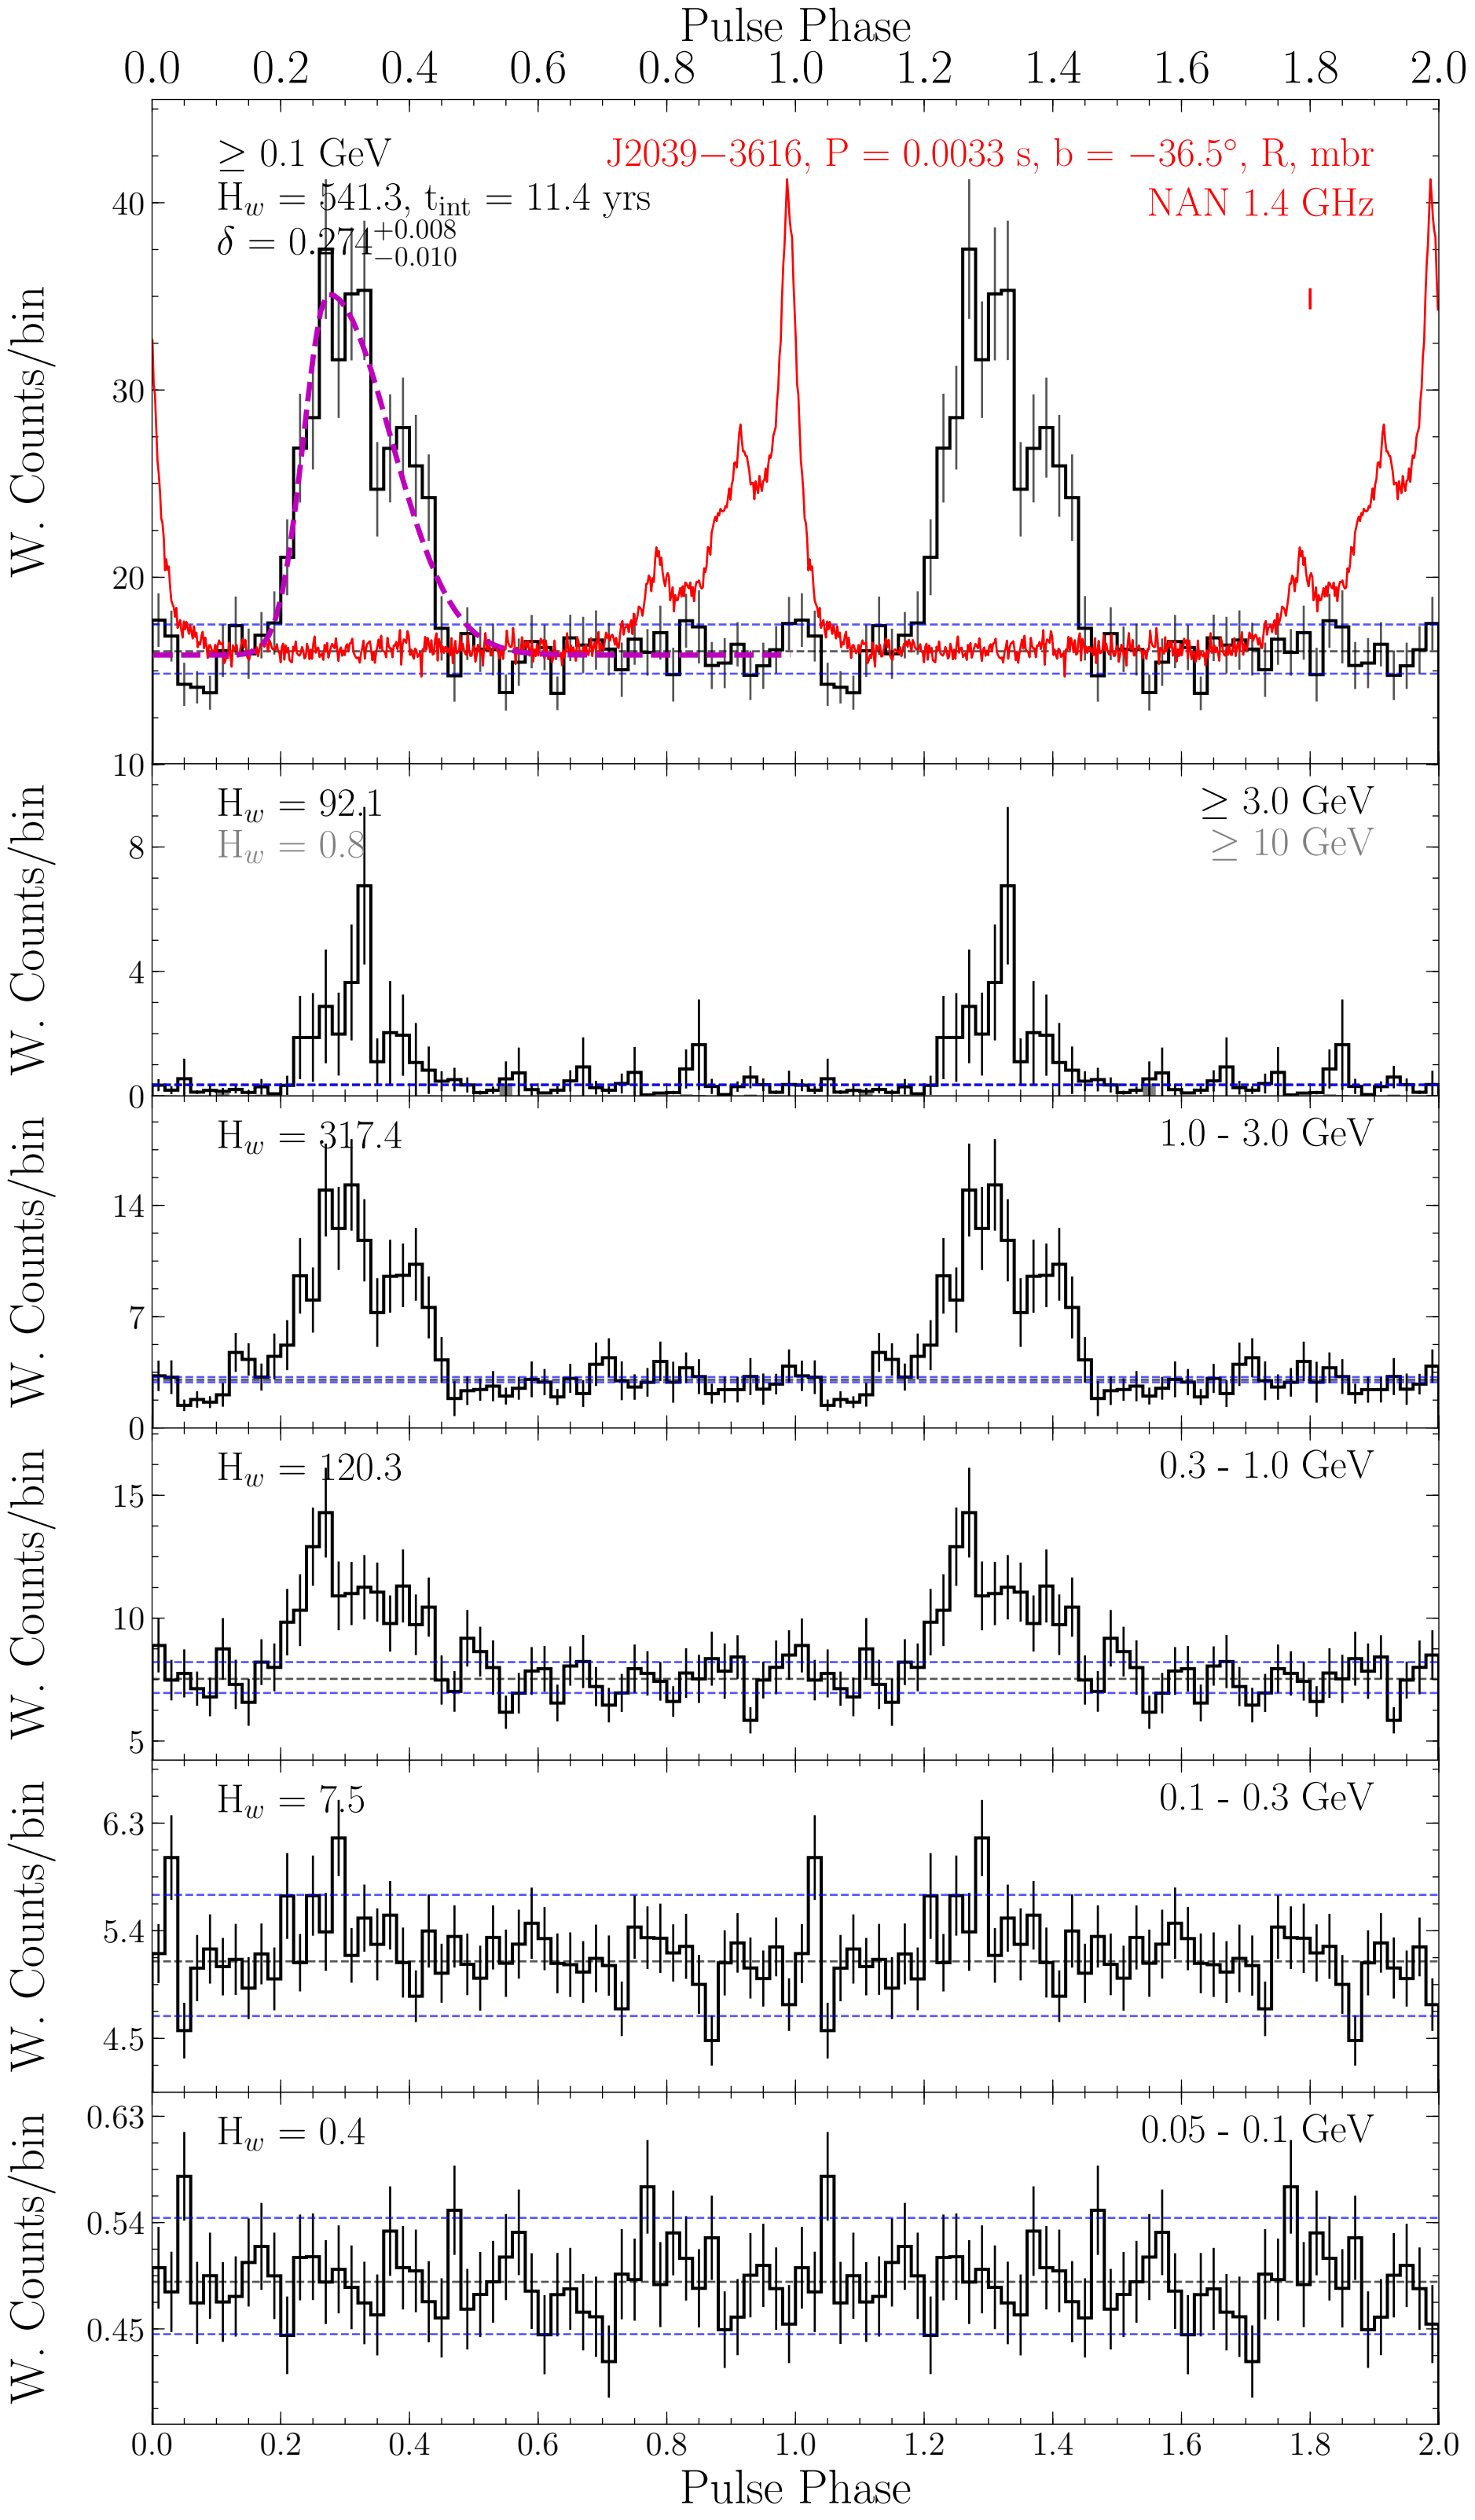 Pulse Phase
0.0 0.2 0.4 0.6 0.8 1.0 1.2 1.4 1.6 1.8 2.0
≥ 0.1 GeV
J2039−3616, P = 0.0033 s, b = −36.5°, R, mbr
H_w = 541.3, t_int = 11.4 yrs
NAN 1.4 GHz
δ = 0.274 +0.008 −0.010
W. Counts/bin
40
30
20
10
H_w = 92.1
≥ 3.0 GeV
H_w = 0.8
≥ 10 GeV
W. Counts/bin
8
4
0
H_w = 317.4
1.0 - 3.0 GeV
W. Counts/bin
14
7
0
H_w = 120.3
0.3 - 1.0 GeV
W. Counts/bin
15
10
5
H_w = 7.5
0.1 - 0.3 GeV
W. Counts/bin
6.3
5.4
4.5
H_w = 0.4
0.05 - 0.1 GeV
W. Counts/bin
0.63
0.54
0.45
0.0 0.2 0.4 0.6 0.8 1.0 1.2 1.4 1.6 1.8 2.0
Pulse Phase